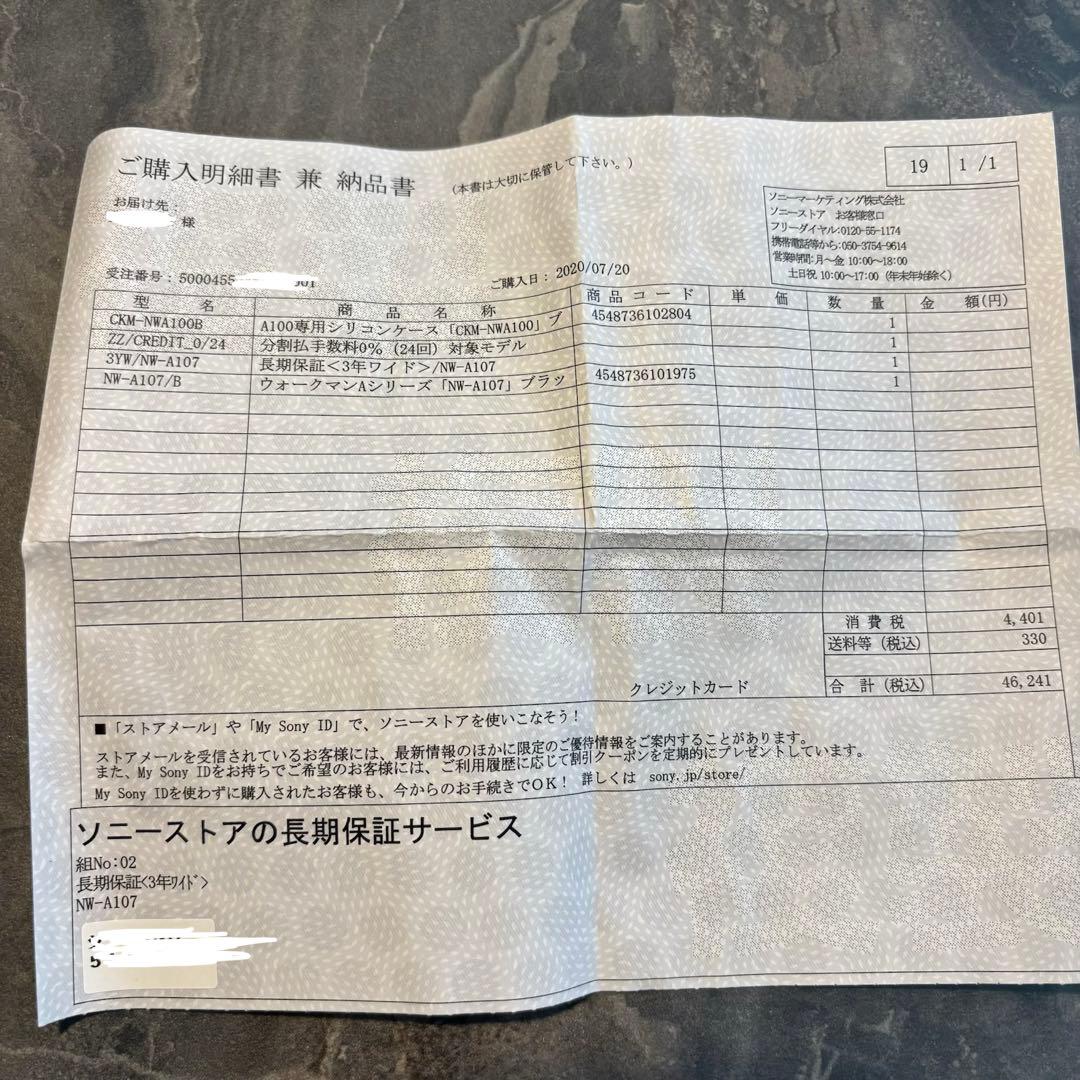 ご購入明細書 兼 納品書 (本書は大切に保管して下さい。)
19 1 /1
お届け先：
様
ソニーマーケティング株式会社
ソニーストア お客様窓口
フリーダイヤル:0120-55-1174
携帯電話等から:050-3754-9614
営業時間:月～金 10:00～18:00
土日祝 10:00～17:00 (年末年始除く)
受注番号：5000455 901
ご購入日：2020/07/20
型 名 商 品 名 称 商 品 コ ー ド 単 価 数 量 金 額(円)
CKM-NWA100B A100専用シリコンケース「CKM-NWA100」ブ 4548736102804 1
ZZ/CREDIT_0/24 分割払手数料0％（24回）対象モデル 1
3YW/NW-A107 長期保証＜3年ワイド＞/NW-A107 1
NW-A107/B ウォークマンAシリーズ「NW-A107」ブラッ 4548736101975 1
消 費 税 4,401
送料等（税込） 330
クレジットカード
合 計（税込） 46,241
■「ストアメール」や「My Sony ID」で、ソニーストアを使いこなそう！
ストアメールを受信されているお客様には、最新情報のほかに限定のご優待情報をご案内することがあります。
また、My Sony IDをお持ちでご希望のお客様には、ご利用履歴に応じて割引クーポンを定期的にプレゼントしています。
My Sony IDを使わずに購入されたお客様も、今からのお手続きでOK！ 詳しくは sony.jp/store/
ソニーストアの長期保証サービス
組No:02
長期保証<3年ﾜｲﾄﾞ>
NW-A107
5